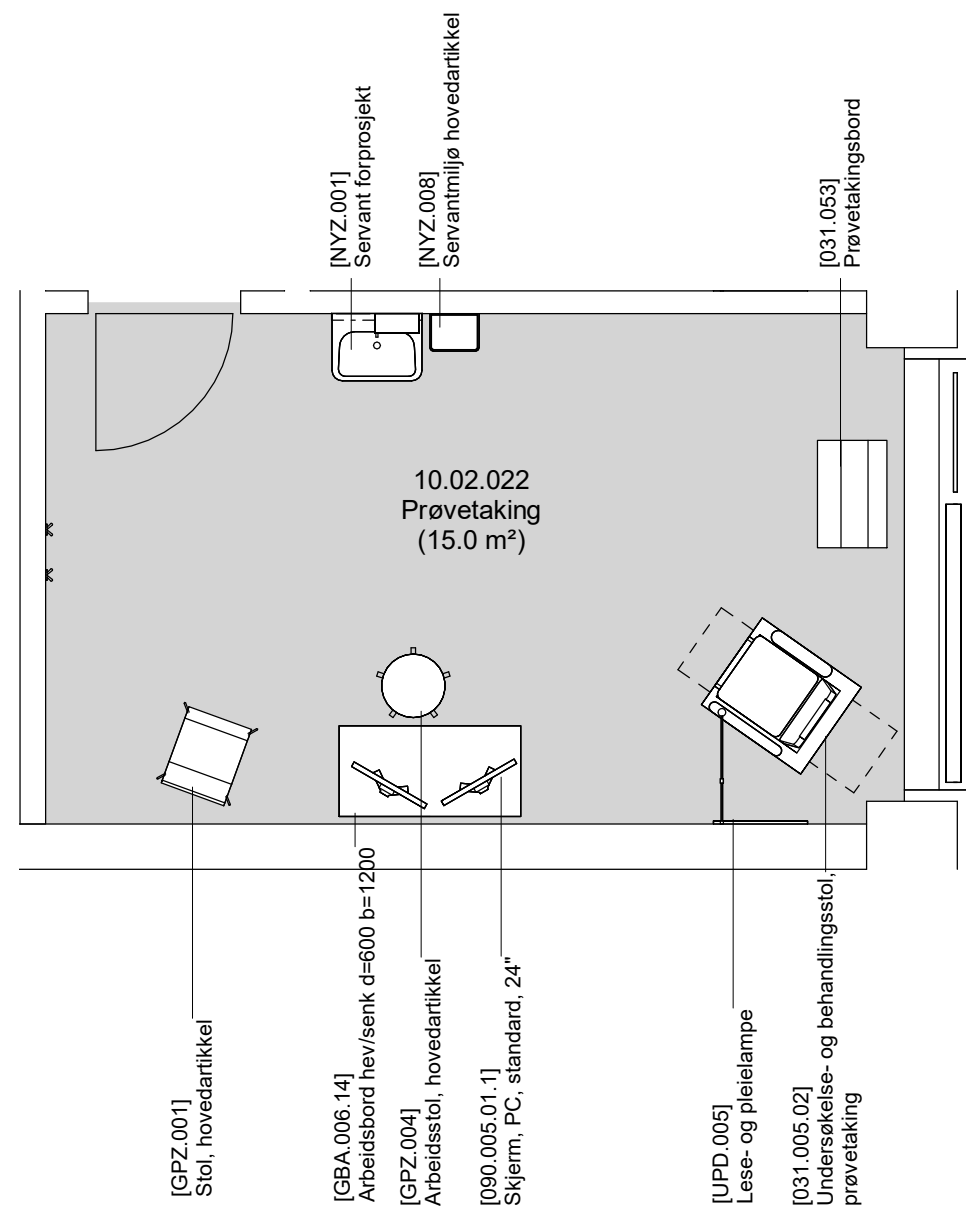 [NYZ.001]
Servant forprosjekt
[NYZ.008]
Servantmiljø hovedartikkel
[031.053]
Prøvetakingsbord
10.02.022
Prøvetaking
(15.0 m²)
[GPZ.001]
Stol, hovedartikkel
[GBA.006.14]
Arbeidsbord hev/senk d=600 b=1200
[GPZ.004]
Arbeidsstol, hovedartikkel
[090.005.01.1]
Skjerm, PC, standard, 24"
[UPD.005]
Lese- og pleielampe
[031.005.02]
Undersøkelse- og behandlingsstol,
prøvetaking